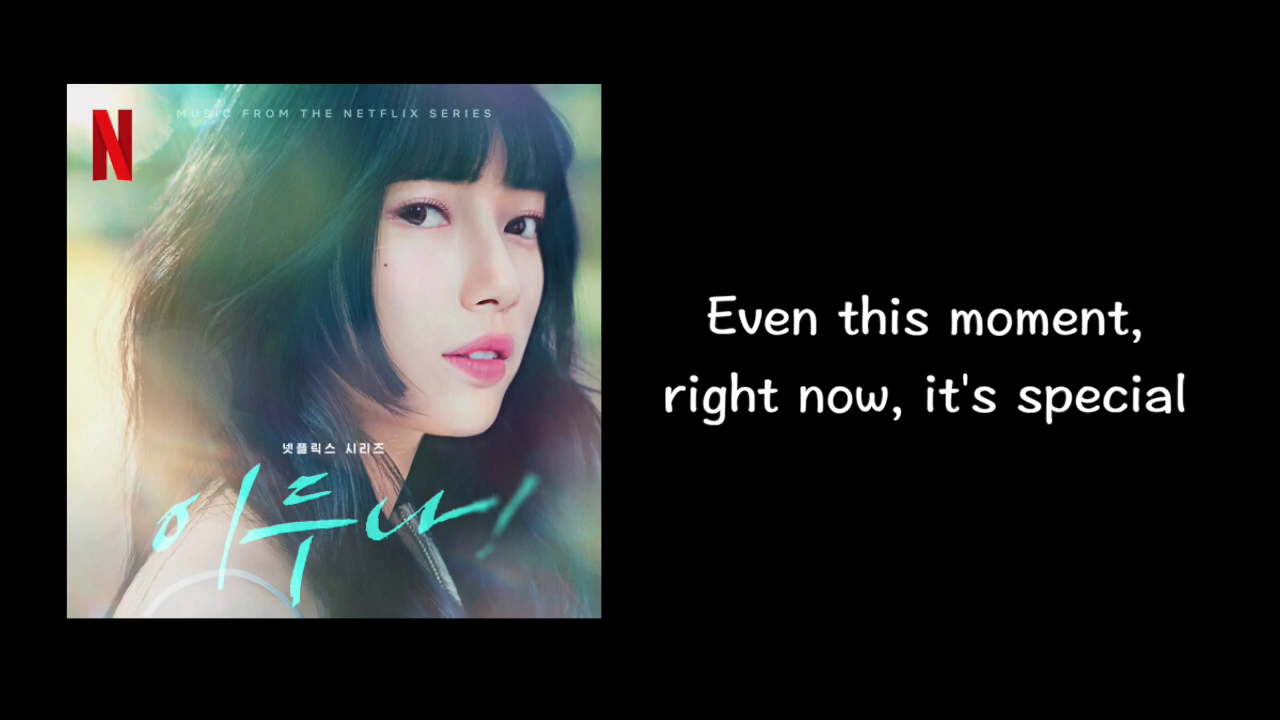 N
MUSIC FROM THE NETFLIX SERIES
넷플릭스 시리즈
이두나!
Even this moment,
right now, it's special